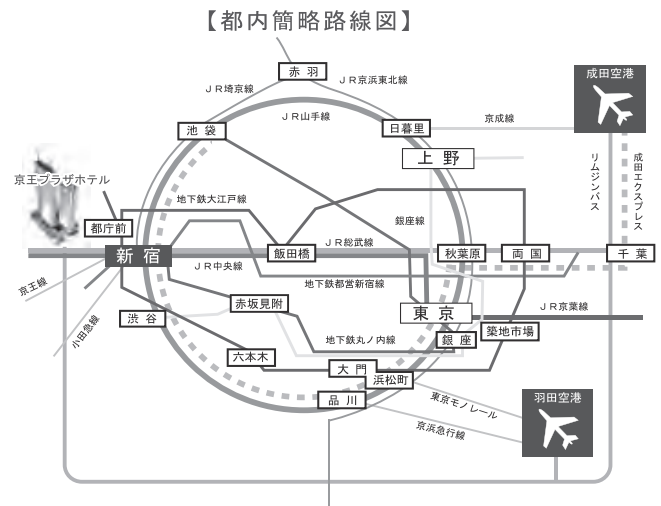 【都内簡略路線図】
赤羽
成田空港
JR埼京線
JR京浜東北線
JR山手線
池袋
日暮里
京成線
上野
京王プラザホテル
リムジンバス
成田エクスプレス
地下鉄大江戸線
都庁前
銀座線
新宿
飯田橋
JR総武線
秋葉原
両国
千葉
JR中央線
地下鉄都営新宿線
京王線
赤坂見附
東京
JR京葉線
渋谷
小田急線
築地市場
地下鉄丸ノ内線
銀座
六本木
大門
浜松町
品川
東京モノレール
羽田空港
京浜急行線